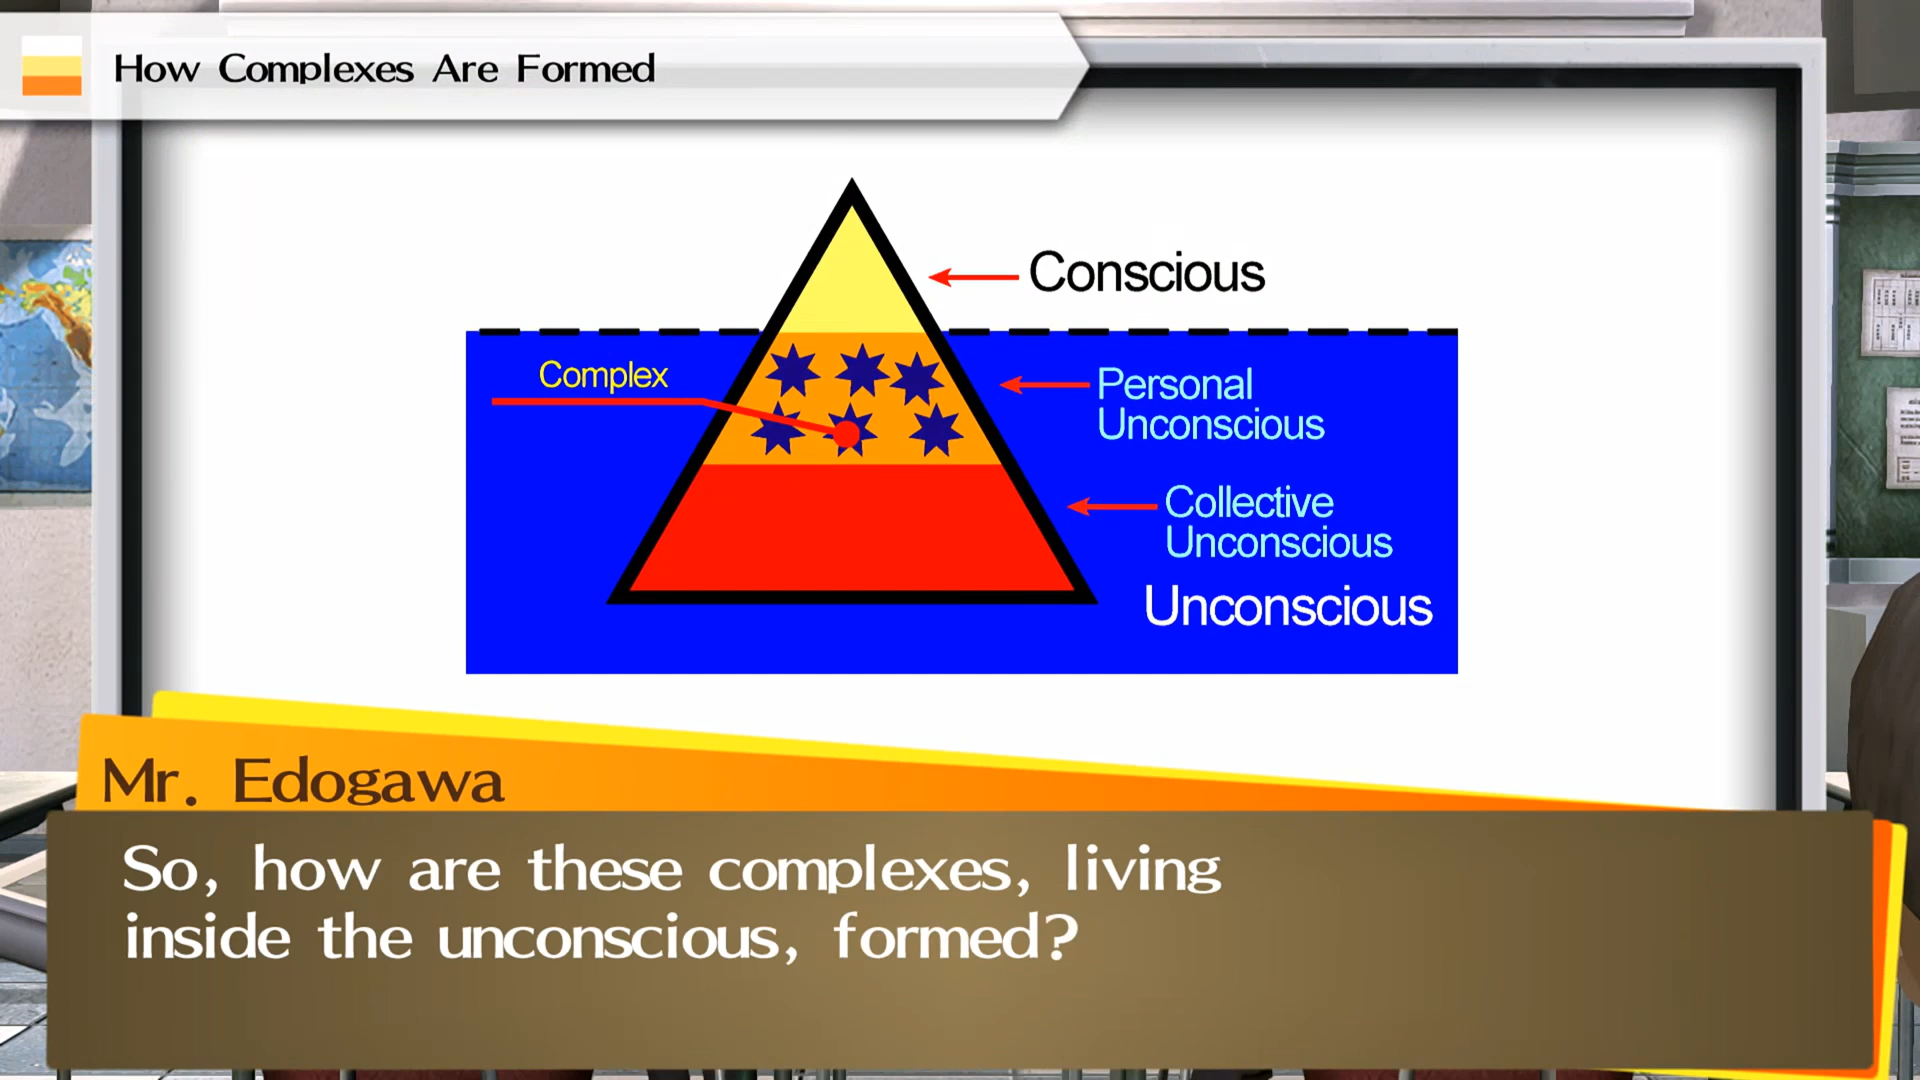 How Complexes Are Formed
Conscious
Complex
Personal
Unconscious
Collective
Unconscious
Unconscious
Mr. Edogawa
So, how are these complexes, living
inside the unconscious, formed?